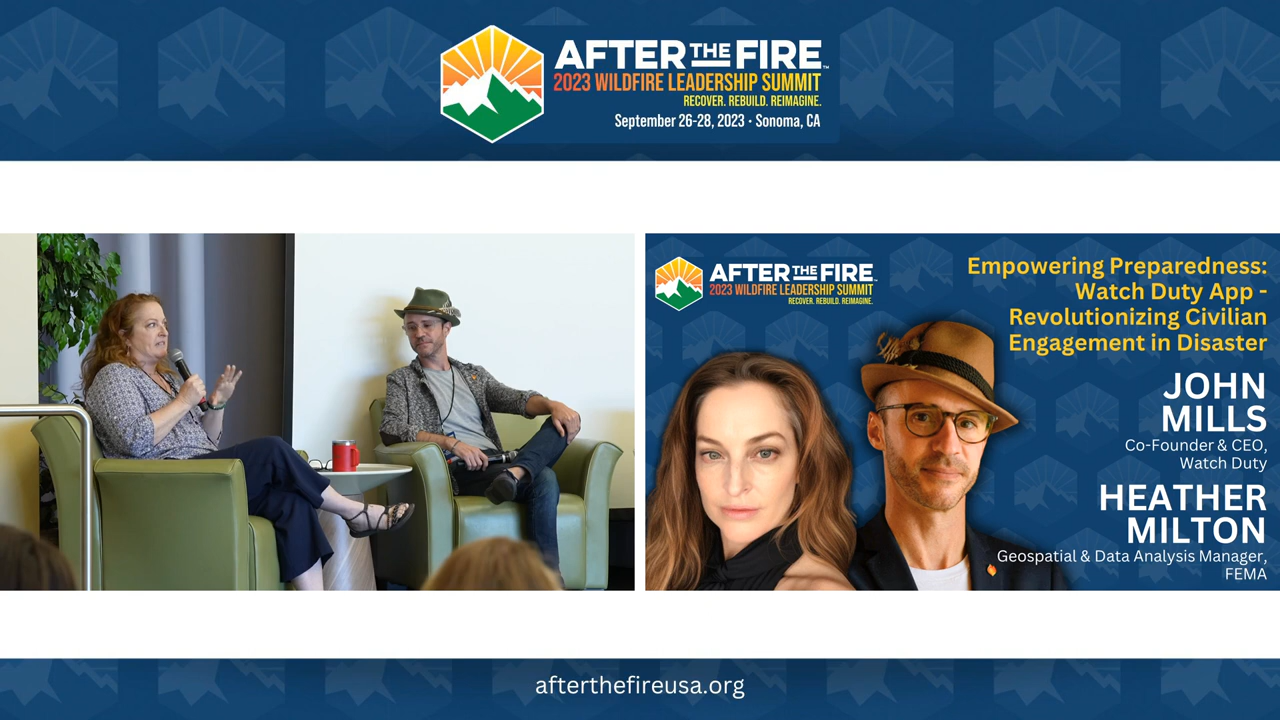 AFTER THE FIRE™
2023 WILDFIRE LEADERSHIP SUMMIT
RECOVER. REBUILD. REIMAGINE.
September 26-28, 2023 • Sonoma, CA
AFTER THE FIRE™
2023 WILDFIRE LEADERSHIP SUMMIT
RECOVER. REBUILD. REIMAGINE.
Empowering Preparedness:
Watch Duty App -
Revolutionizing Civilian
Engagement in Disaster
JOHN
MILLS
Co-Founder & CEO,
Watch Duty
HEATHER
MILTON
Geospatial & Data Analysis Manager,
FEMA
afterthefireusa.org